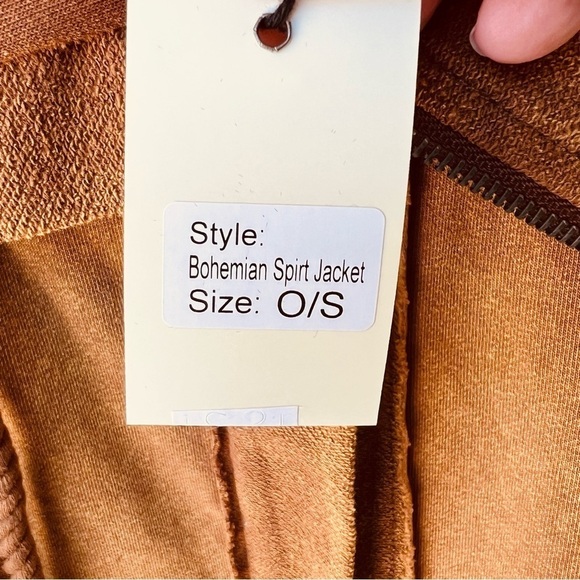 Style:
Bohemian Spirt Jacket
Size: O/S